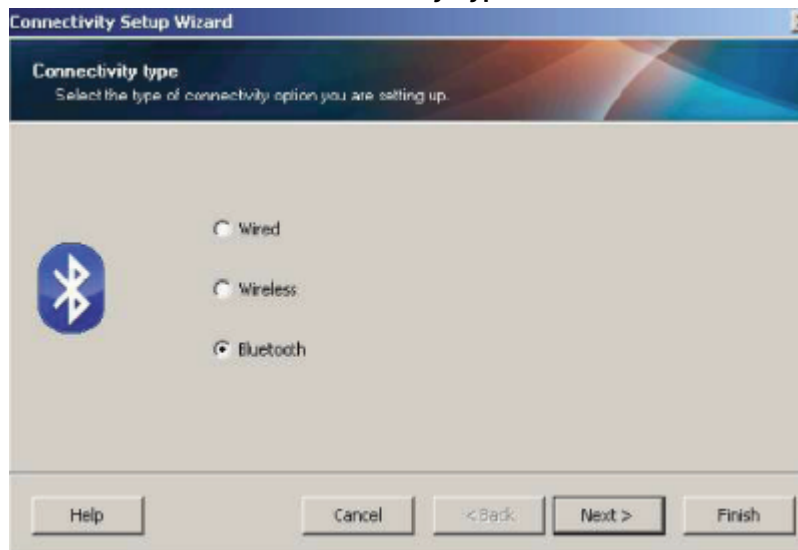 Connectivity Setup Wizard
Connectivity type
Select the type of connectivity option you are setting up.
Wired
Wireless
Bluetooth
Help
Cancel
< Back
Next >
Finish